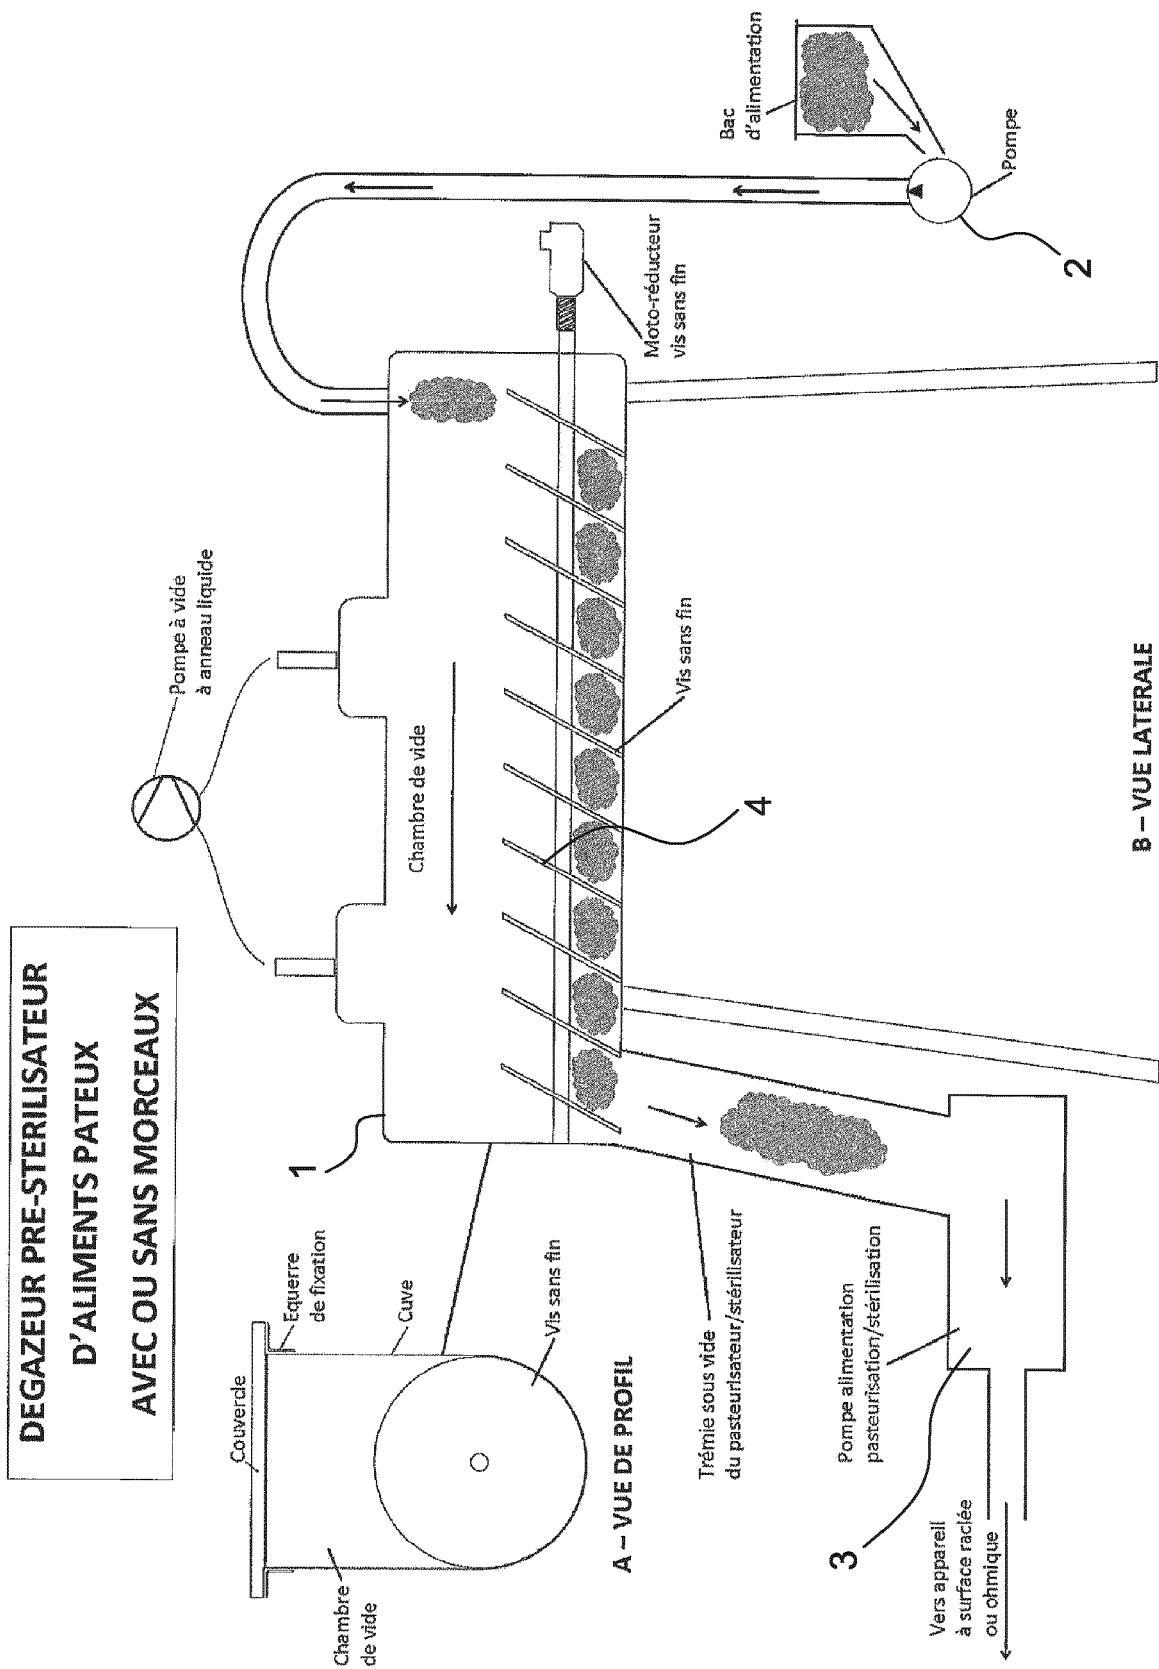 DEGAZEUR PRE-STERILISATEUR
D'ALIMENTS PATEUX
AVEC OU SANS MORCEAUX
Pompe à vide
à anneau liquide
Couvercle
Equerre
de fixation
Cuve
Vis sans fin
Chambre
de vide
A – VUE DE PROFIL
1
Chambre de vide
4
Vis sans fin
Moto-réducteur
vis sans fin
Bac
d'alimentation
Pompe
2
Trémie sous vide
du pasteurisateur/stérilisateur
Pompe alimentation
pasteurisation/stérilisation
3
Vers appareil
à surface raclée
ou ohmique
B – VUE LATERALE